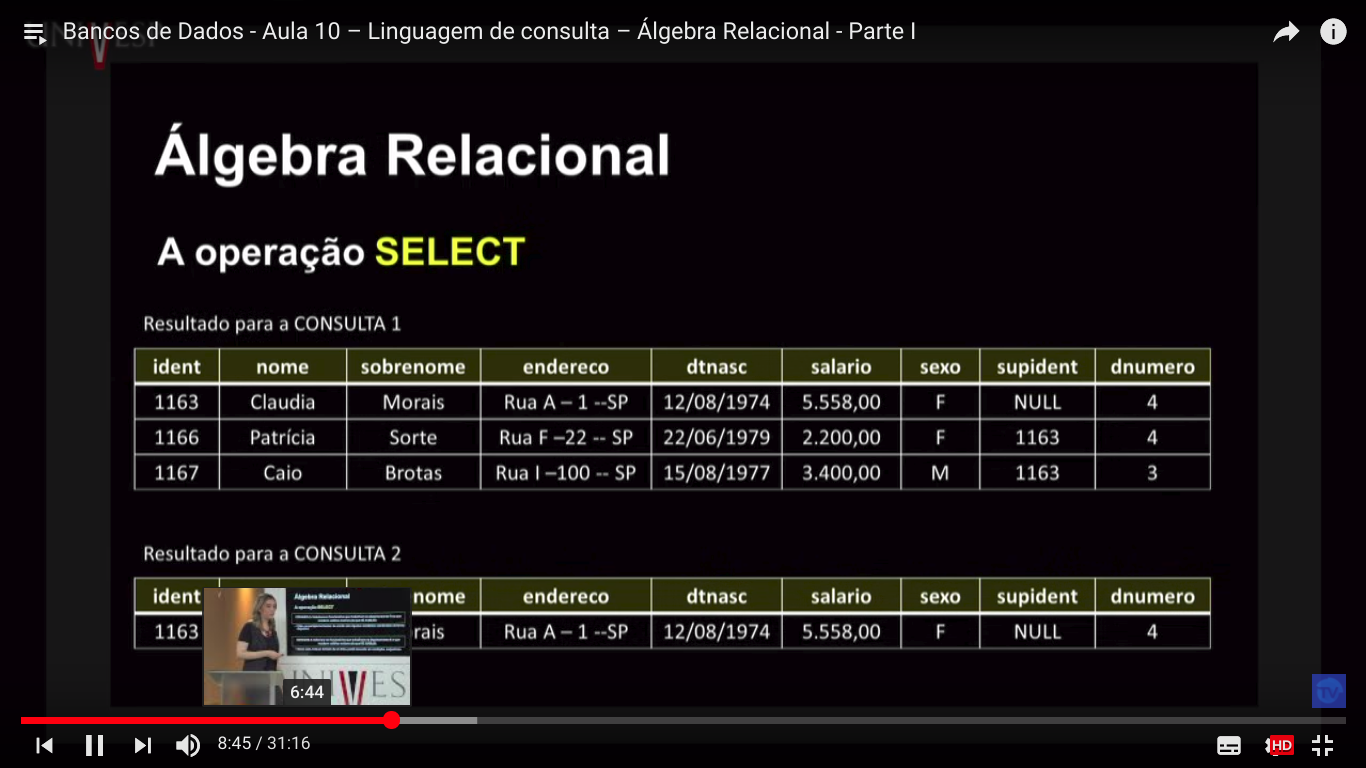 Bancos de Dados - Aula 10 – Linguagem de consulta – Álgebra Relacional - Parte I
Álgebra Relacional
A operação SELECT
Resultado para a CONSULTA 1
ident nome sobrenome endereco dtnasc salario sexo supident dnumero
1163 Claudia Morais Rua A – 1 --SP 12/08/1974 5.558,00 F NULL 4
1166 Patrícia Sorte Rua F –22 -- SP 22/06/1979 2.200,00 F 1163 4
1167 Caio Brotas Rua I –100 -- SP 15/08/1977 3.400,00 M 1163 3
Resultado para a CONSULTA 2
ident nome endereco dtnasc salario sexo supident dnumero
1163 rais Rua A – 1 --SP 12/08/1974 5.558,00 F NULL 4
Álgebra Relacional
A operação SELECT
6:44
TV
8:45 / 31:16
HD